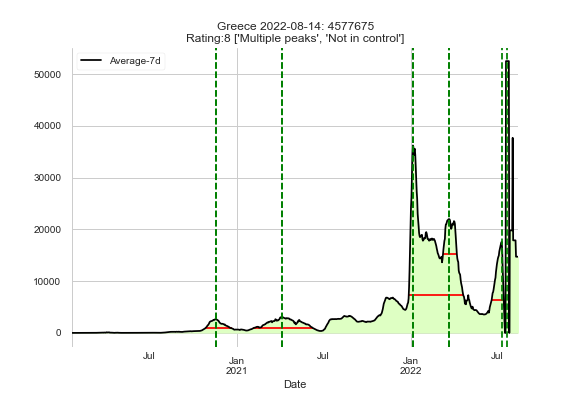 Greece 2022-08-14: 4577675
Rating:8 ['Multiple peaks', 'Not in control']
Average-7d
50000
40000
30000
20000
10000
0
Jul
Jan
2021
Jul
Jan
2022
Jul
Date